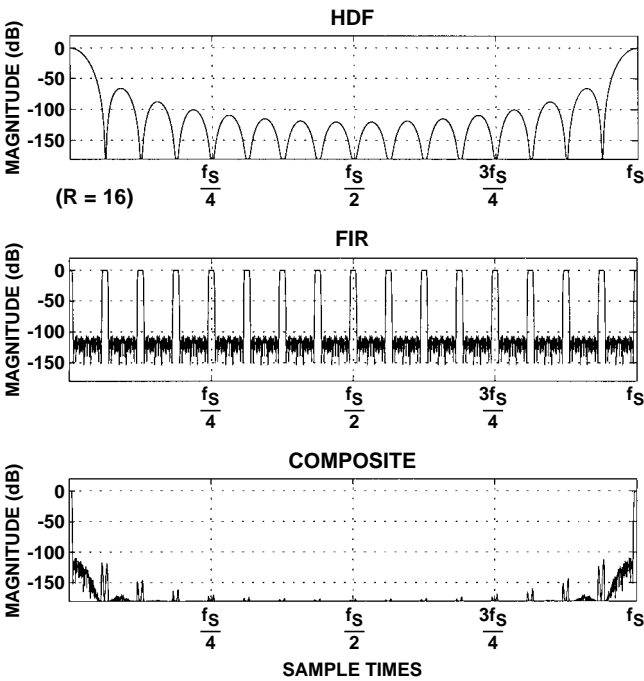 HDF
MAGNITUDE (dB)
0
-50
-100
-150
fS/4
fS/2
3fS/4
fS
(R = 16)
FIR
MAGNITUDE (dB)
0
-50
-100
-150
fS/4
fS/2
3fS/4
fS
COMPOSITE
MAGNITUDE (dB)
0
-50
-100
-150
fS/4
fS/2
3fS/4
fS
SAMPLE TIMES